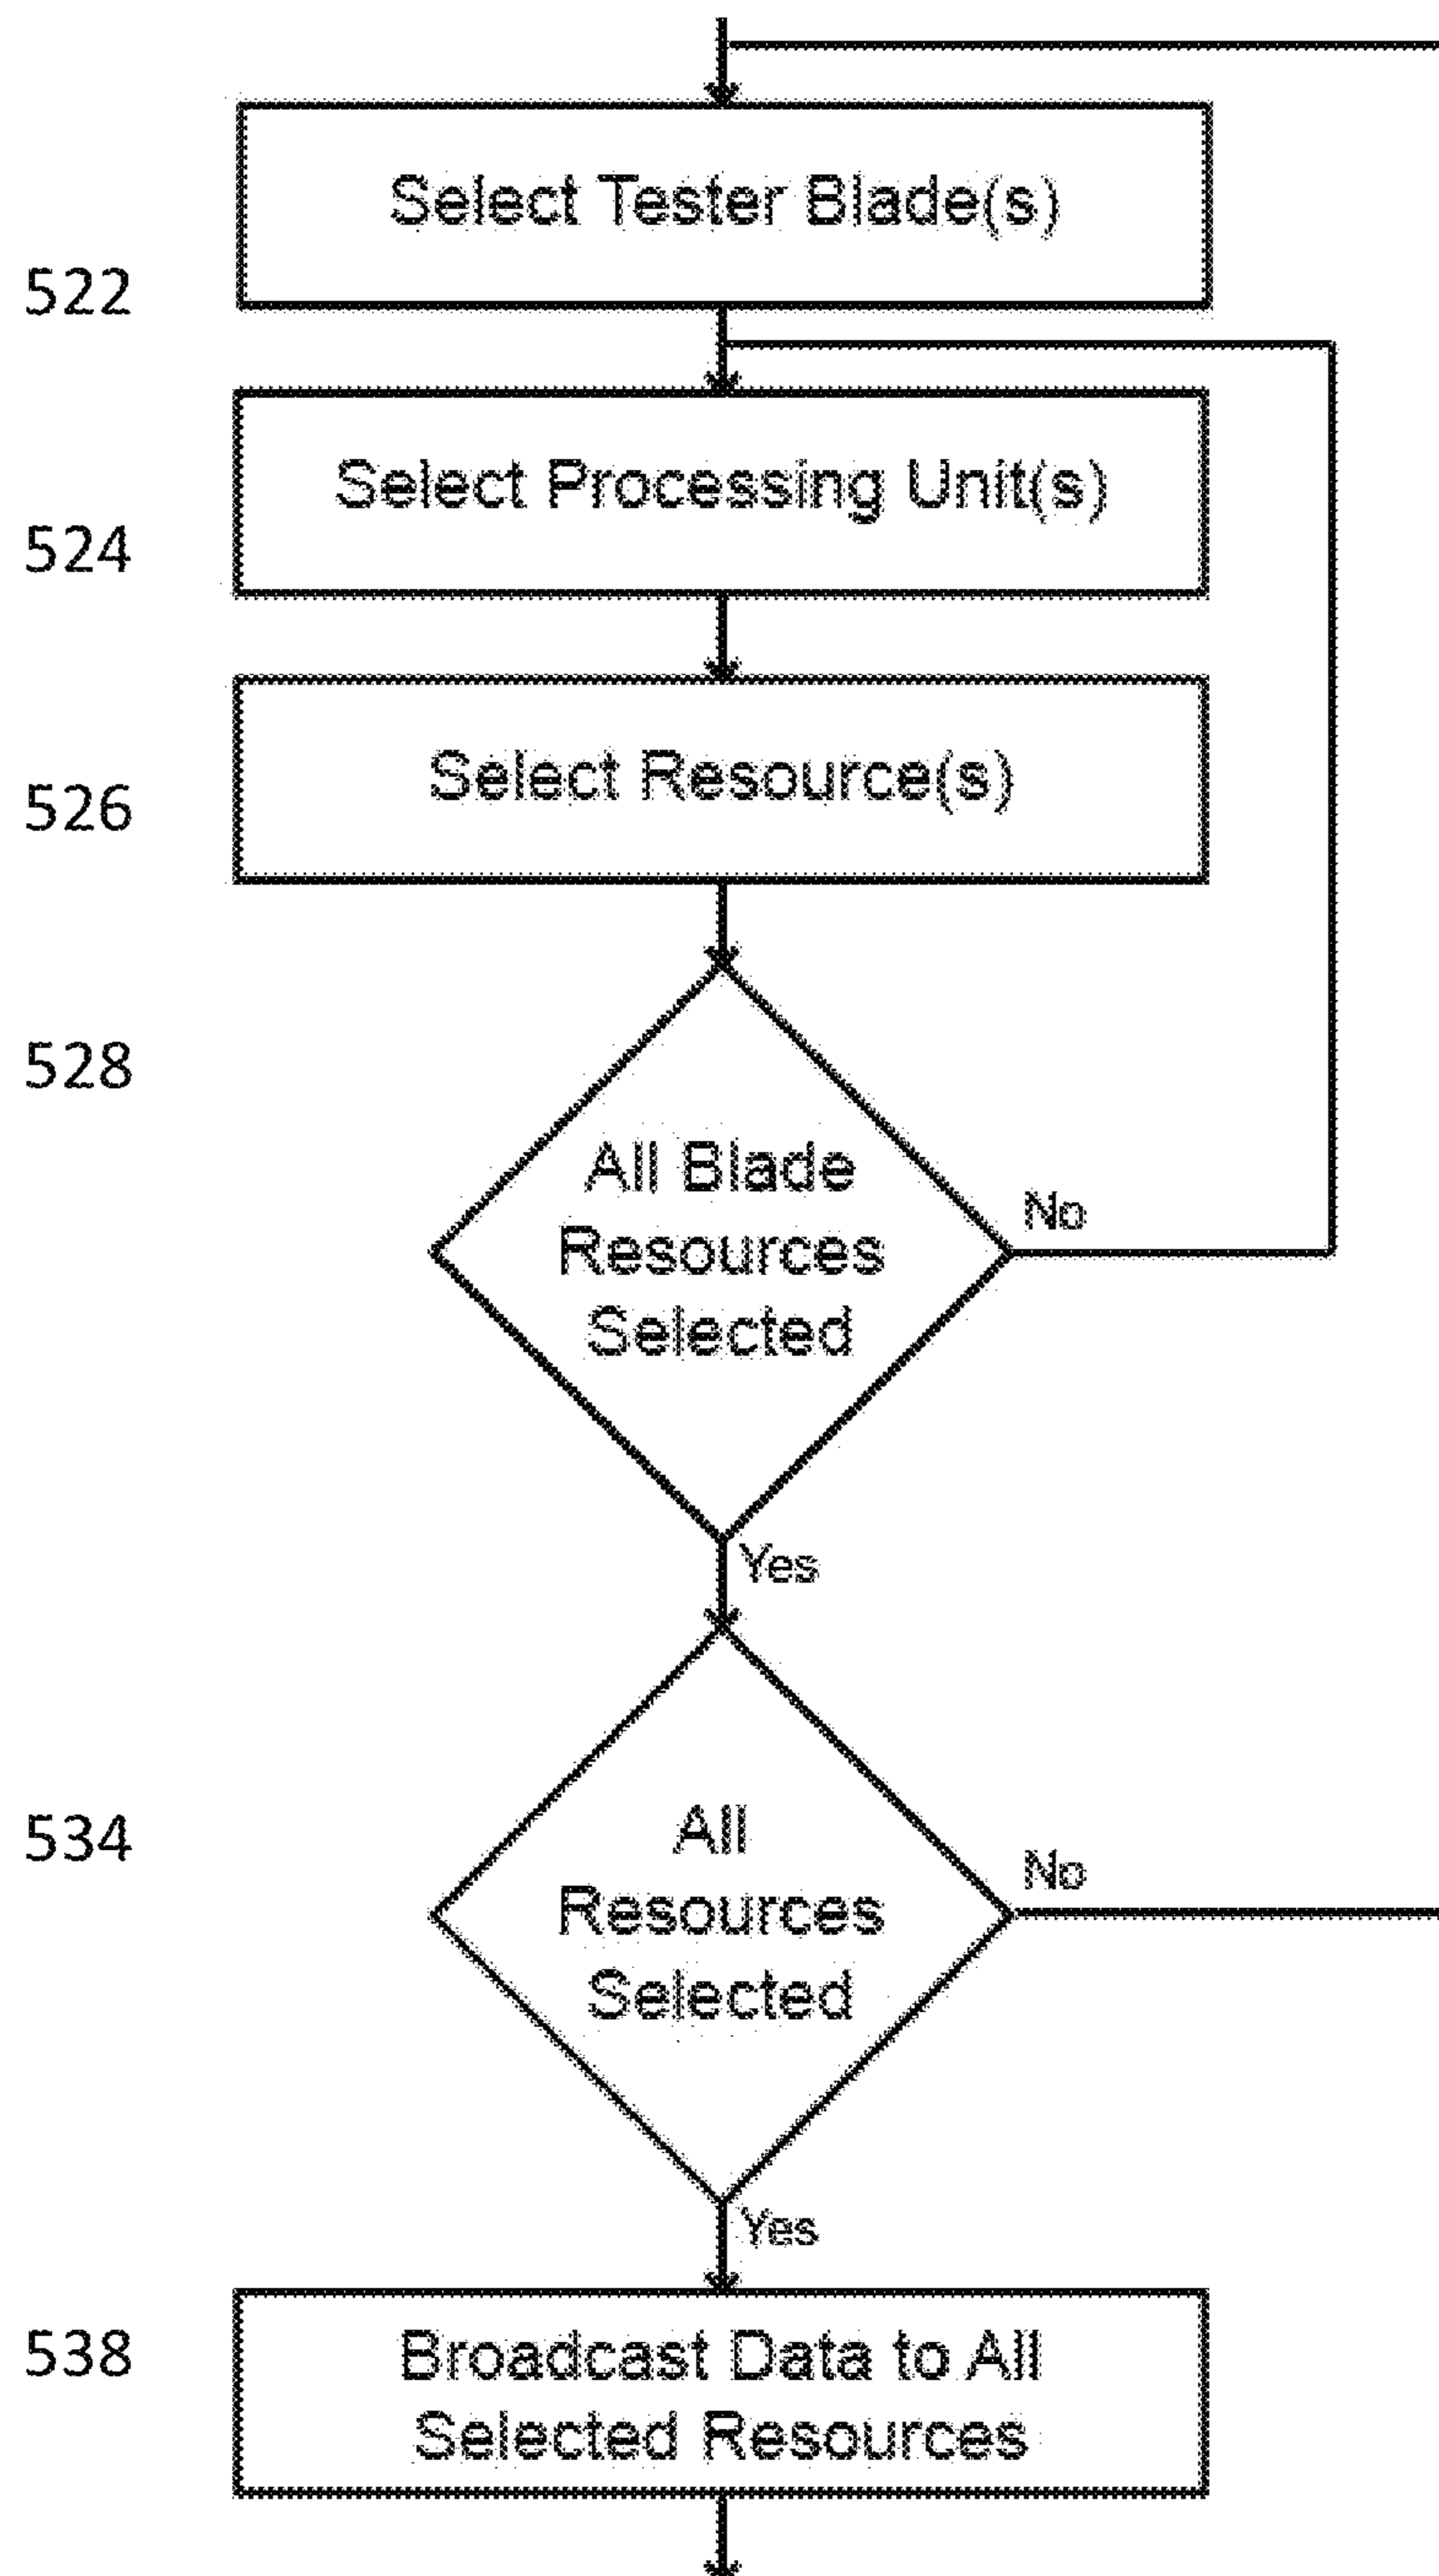 Select Tester Blade(s)
522
Select Processing Unit(s)
524
Select Resource(s)
526
528
All Blade
Resources
Selected
No
Yes
534
All
Resources
Selected
No
Yes
538
Broadcast Data to All
Selected Resources